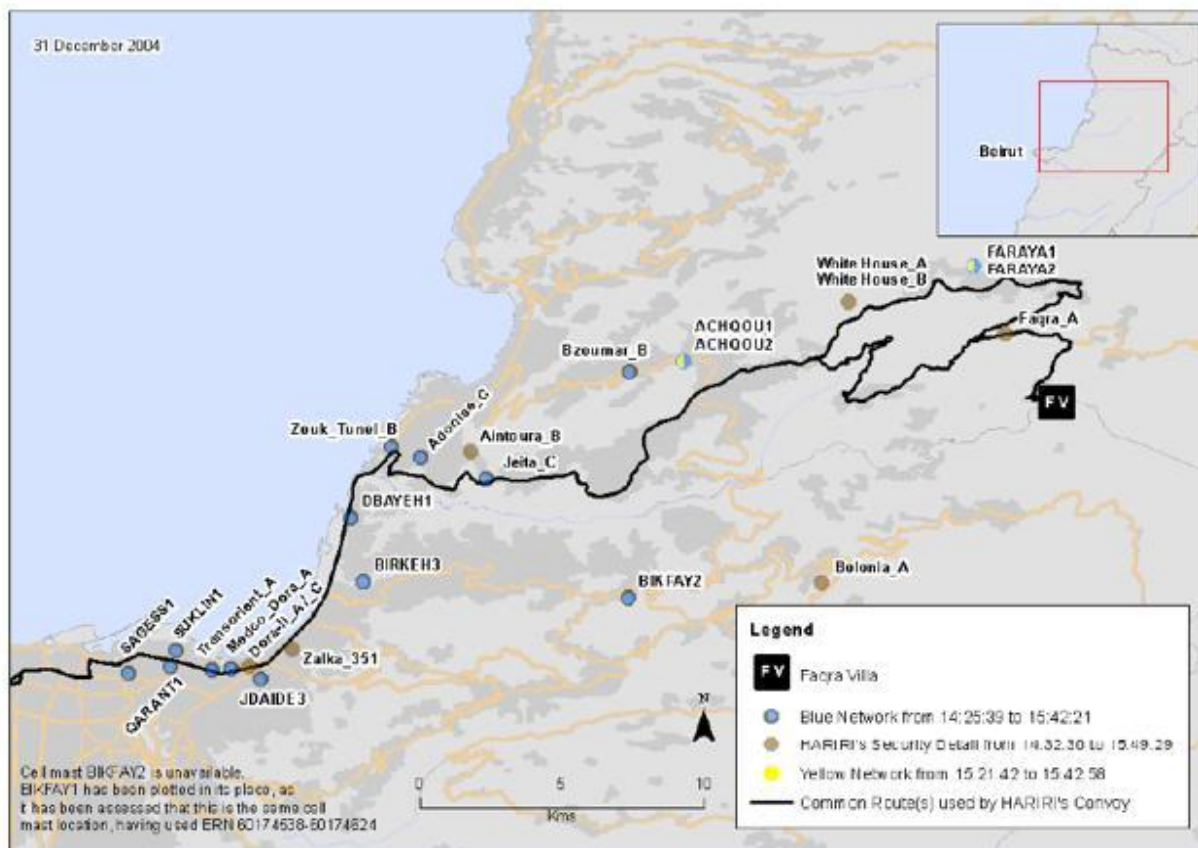 31 December 2004
Beirut
White House_A
White House_B
FARAYA1
FARAYA2
Faqra_A
ACHQOU1
ACHQOU2
Bzoumar_B
FV
Zouk_Tunel_B
Adonise_C
Aintoura_B
Jeita_C
DBAYEH1
BIRKEH3
BIKFAY2
Bolonia_A
SAGESS1
SUKLIN1
Transorient_A
Medco_Dora_A
Zalka_351
QARANT1
JDAIDE3
N
Legend
FV Faqra Villa
Blue Network from 14:25:39 to 15:42:21
HARIRI's Security Detail from 14:32:30 to 15:49:29
Yellow Network from 15:21:42 to 15:42:58
Common Route(s) used by HARIRI's Convoy
Cell mast BIKFAY2 is unavailable.
BIKFAY1 has been plotted in its place, as
it has been assessed that this is the same cell
mast location, having used ERN 60174538-60174624
0 5 10
Kms